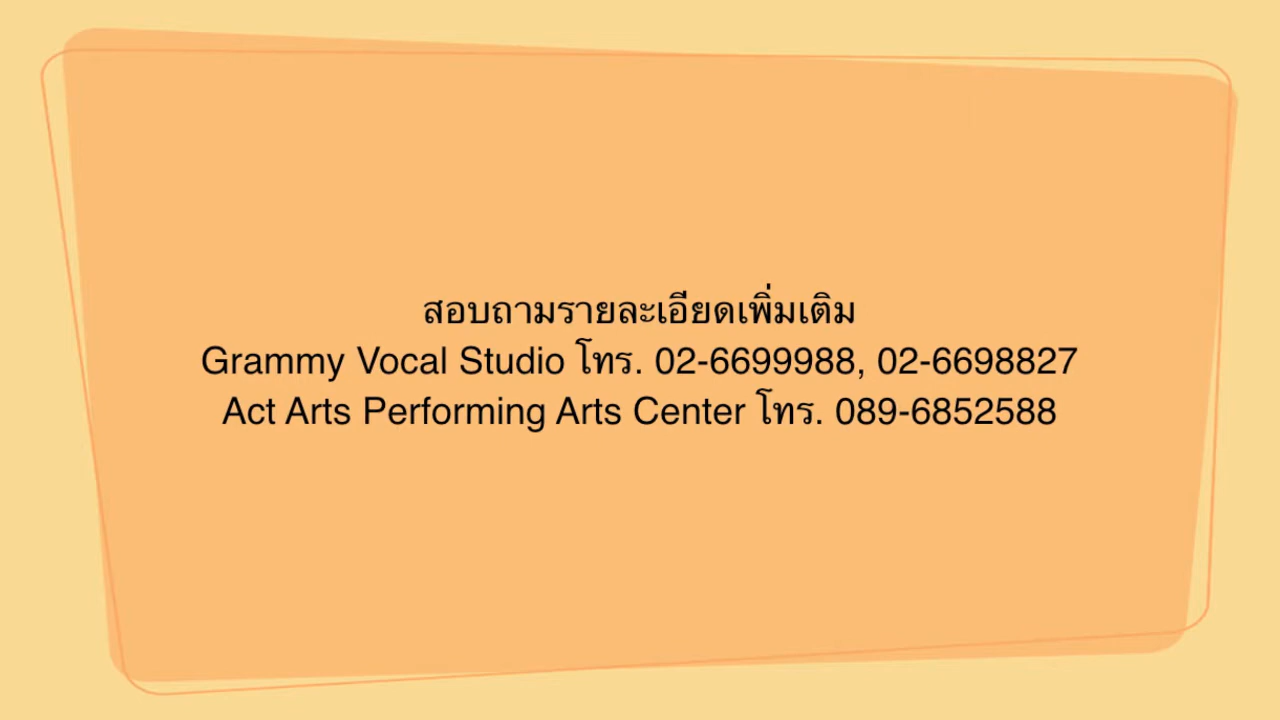 สอบถามรายละเอียดเพิ่มเติม
Grammy Vocal Studio โทร. 02-6699988, 02-6698827
Act Arts Performing Arts Center โทร. 089-6852588